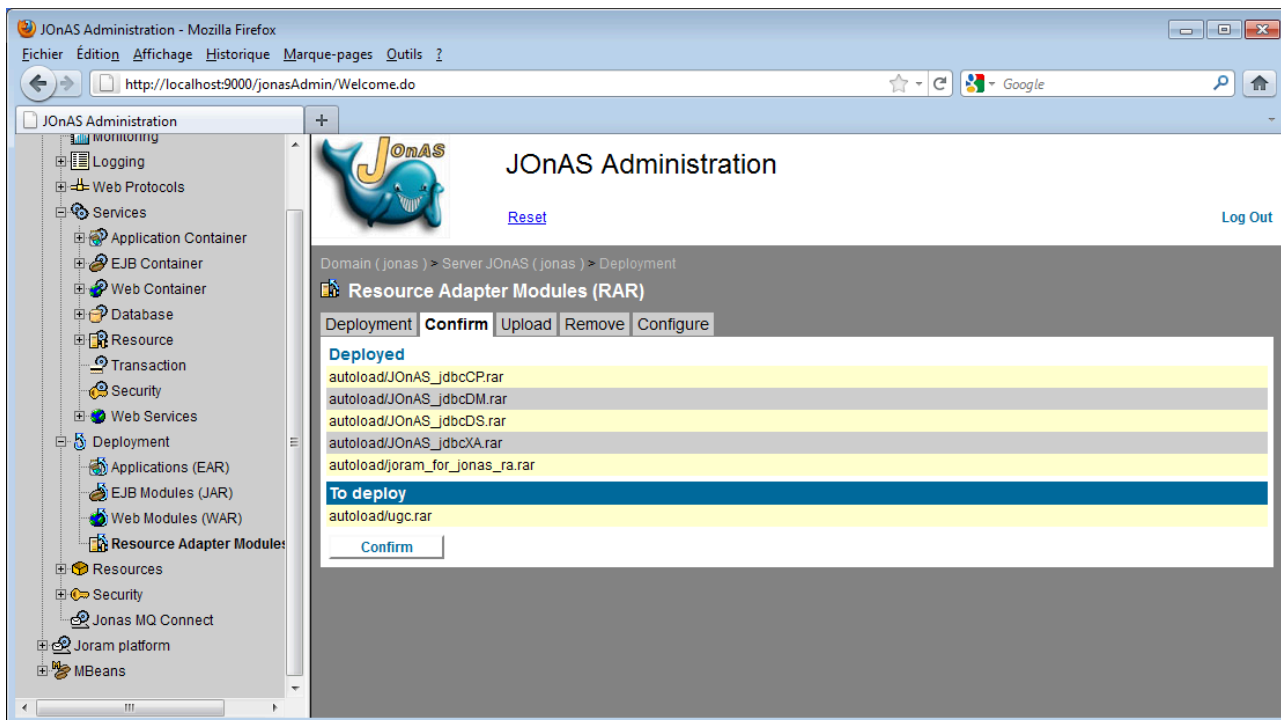 JOnAS Administration - Mozilla Firefox
Fichier Édition Affichage Historique Marque-pages Outils ?
http://localhost:9000/jonasAdmin/Welcome.do
Google
JOnAS Administration
Monitoring
Logging
Web Protocols
Services
Application Container
EJB Container
Web Container
Database
Resource
Transaction
Security
Web Services
Deployment
Applications (EAR)
EJB Modules (JAR)
Web Modules (WAR)
Resource Adapter Modules
Resources
Security
Jonas MQ Connect
Joram platform
MBeans
JOnAS
JOnAS Administration
Reset
Log Out
Domain ( jonas ) > Server JOnAS ( jonas ) > Deployment
Resource Adapter Modules (RAR)
Deployment Confirm Upload Remove Configure
Deployed
autoload/JOnAS_jdbcCP.rar
autoload/JOnAS_jdbcDM.rar
autoload/JOnAS_jdbcDS.rar
autoload/JOnAS_jdbcXA.rar
autoload/joram_for_jonas_ra.rar
To deploy
autoload/ugc.rar
Confirm